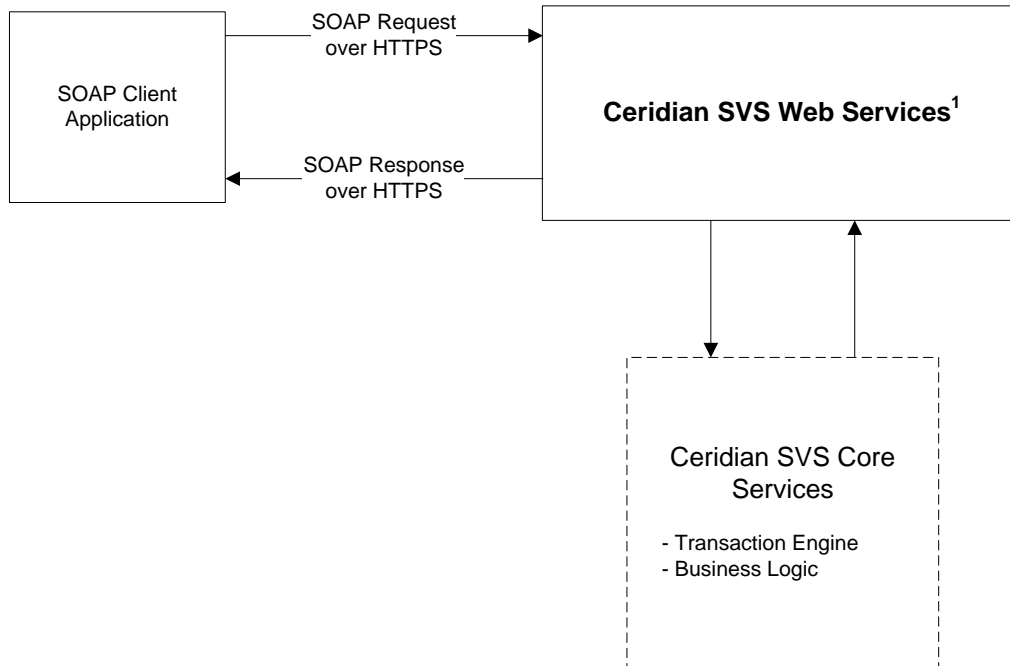 SOAP Request
over HTTPS
SOAP Client
Application
Ceridian SVS Web Services1
SOAP Response
over HTTPS
Ceridian SVS Core
Services
- Transaction Engine
- Business Logic